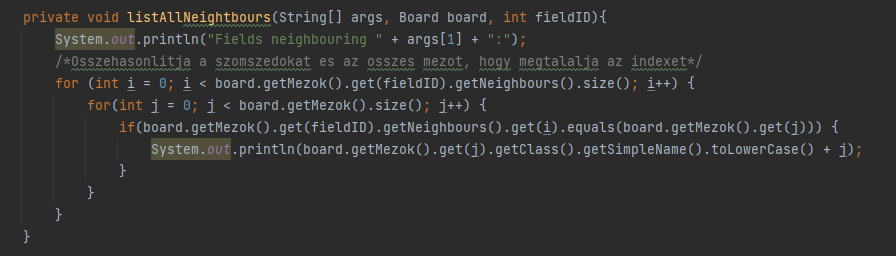 private void listAllNeightbours(String[] args, Board board, int fieldID){
    System.out.println("Fields neighbouring " + args[1] + ":");
    /*Osszehasonlitja a szomszedokat es az osszes mezot, hogy megtalalja az indexet*/
    for (int i = 0; i < board.getMezok().get(fieldID).getNeighbours().size(); i++) {
        for(int j = 0; j < board.getMezok().size(); j++) {
            if(board.getMezok().get(fieldID).getNeighbours().get(i).equals(board.getMezok().get(j))) {
                System.out.println(board.getMezok().get(j).getClass().getSimpleName().toLowerCase() + j);
            }
        }
    }
}